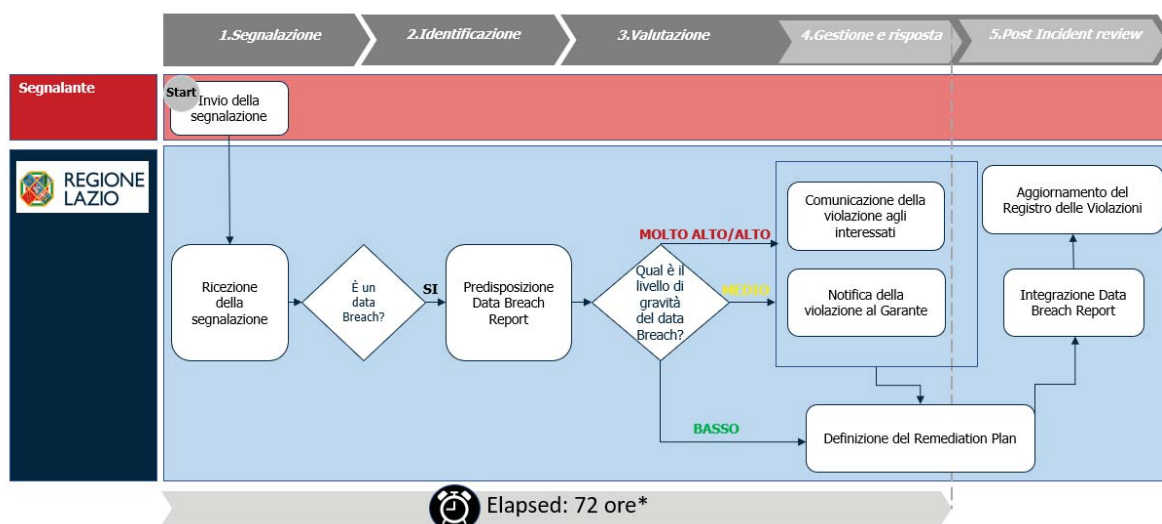 1.Segnalazione
2.Identificazione
3.Valutazione
4.Gestione e risposta
5.Post Incident review
Segnalante
Start
Invio della
segnalazione
REGIONE
LAZIO
Ricezione
della
segnalazione
È un
data
Breach?
SI
Predisposizione
Data Breach
Report
Qual è il
livello di
gravità
del data
Breach?
MOLTO ALTO/ALTO
MEDIO
BASSO
Comunicazione della
violazione agli
interessati
Notifica della
violazione al Garante
Definizione del Remediation Plan
Aggiornamento del
Registro delle Violazioni
Integrazione Data
Breach Report
Elapsed: 72 ore*